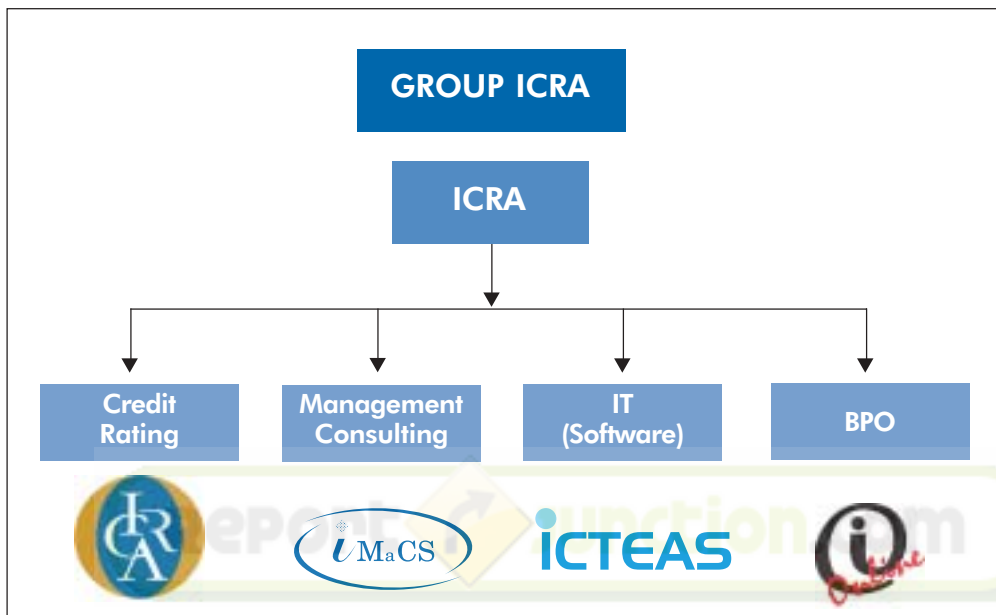 GROUP ICRA
ICRA
Credit
Rating
Management
Consulting
IT
(Software)
BPO
ICRA
iMaCS
iCTEAS
i
Online